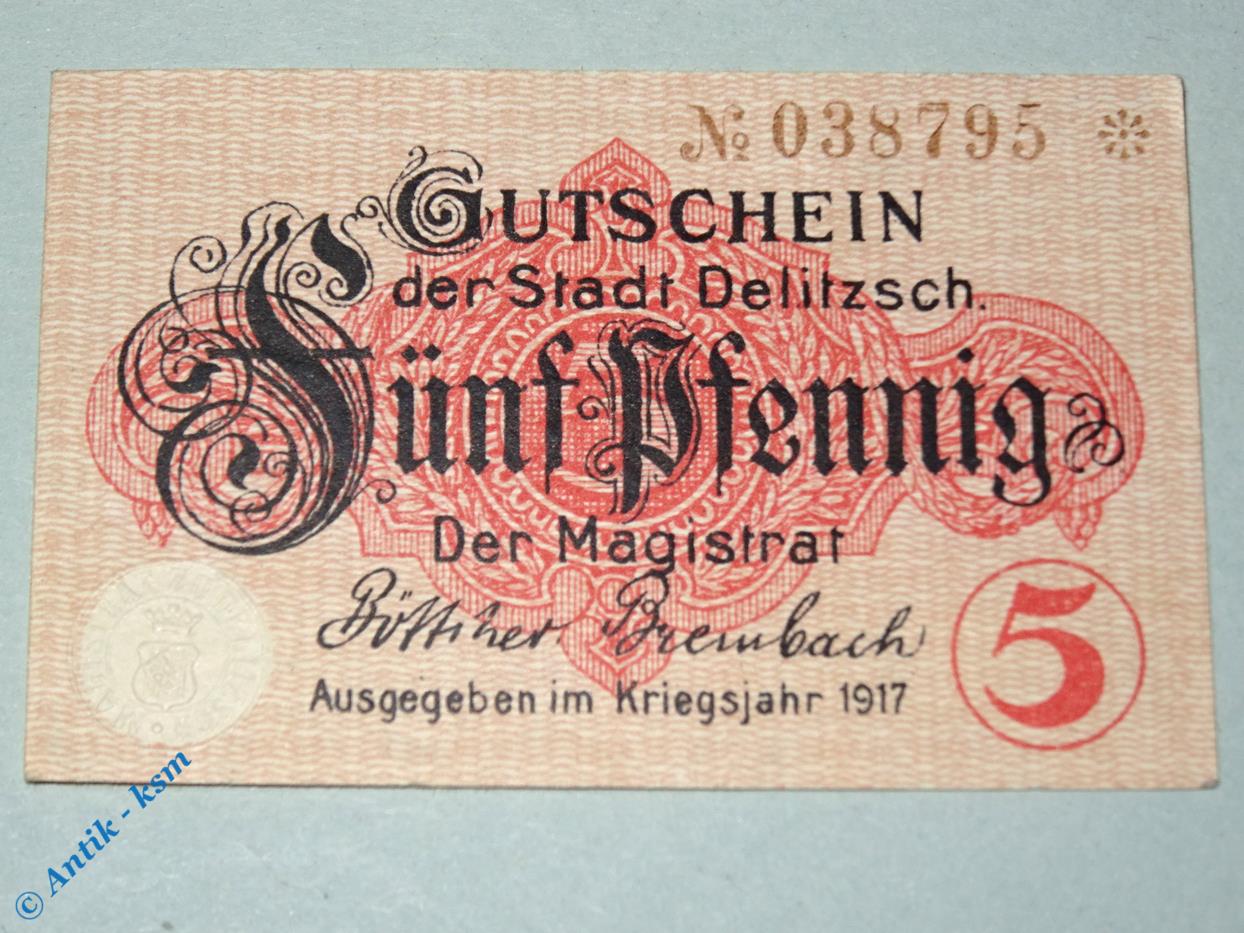 № 038795
GUTSCHEIN
der Stadt Delitzsch.
Fünf Pfennig
Der Magistrat
Böttcher Brembach
Ausgegeben im Kriegsjahr 1917
5
© Antik - ksm